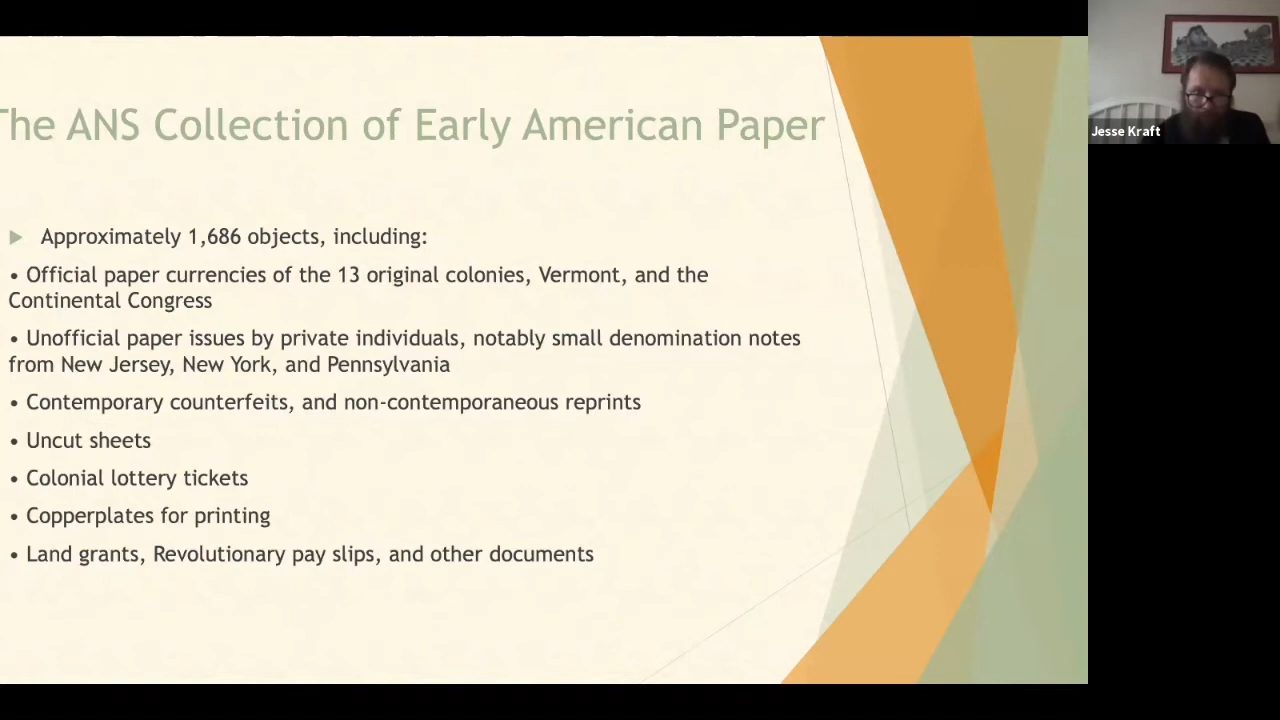 The ANS Collection of Early American Paper
Approximately 1,686 objects, including:
• Official paper currencies of the 13 original colonies, Vermont, and the
Continental Congress
• Unofficial paper issues by private individuals, notably small denomination notes
from New Jersey, New York, and Pennsylvania
• Contemporary counterfeits, and non-contemporaneous reprints
• Uncut sheets
• Colonial lottery tickets
• Copperplates for printing
• Land grants, Revolutionary pay slips, and other documents
Jesse Kraft